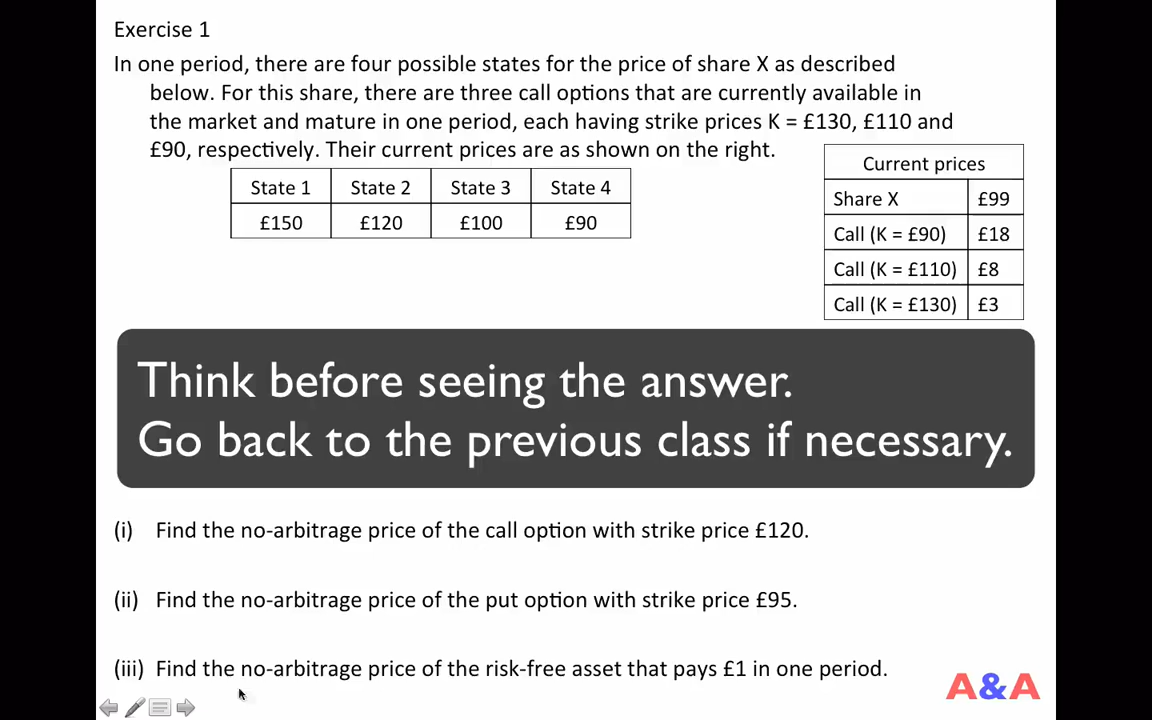 Exercise 1
In one period, there are four possible states for the price of share X as described
below. For this share, there are three call options that are currently available in
the market and mature in one period, each having strike prices K = £130, £110 and
£90, respectively. Their current prices are as shown on the right.
State 1 State 2 State 3 State 4
£150 £120 £100 £90
Current prices
Share X £99
Call (K = £90) £18
Call (K = £110) £8
Call (K = £130) £3
Think before seeing the answer.
Go back to the previous class if necessary.
(i) Find the no-arbitrage price of the call option with strike price £120.
(ii) Find the no-arbitrage price of the put option with strike price £95.
(iii) Find the no-arbitrage price of the risk-free asset that pays £1 in one period.
A&A